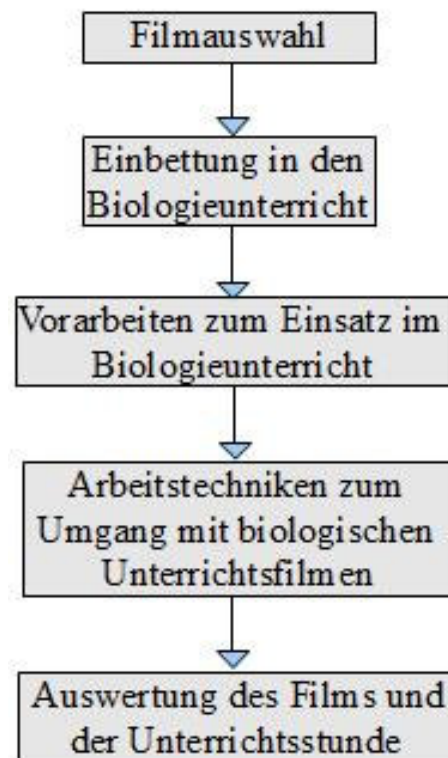 Filmauswahl
Einbettung in den
Biologieunterricht
Vorarbeiten zum Einsatz im
Biologieunterricht
Arbeitstechniken zum
Umgang mit biologischen
Unterrichtsfilmen
Auswertung des Films und
der Unterrichtsstunde